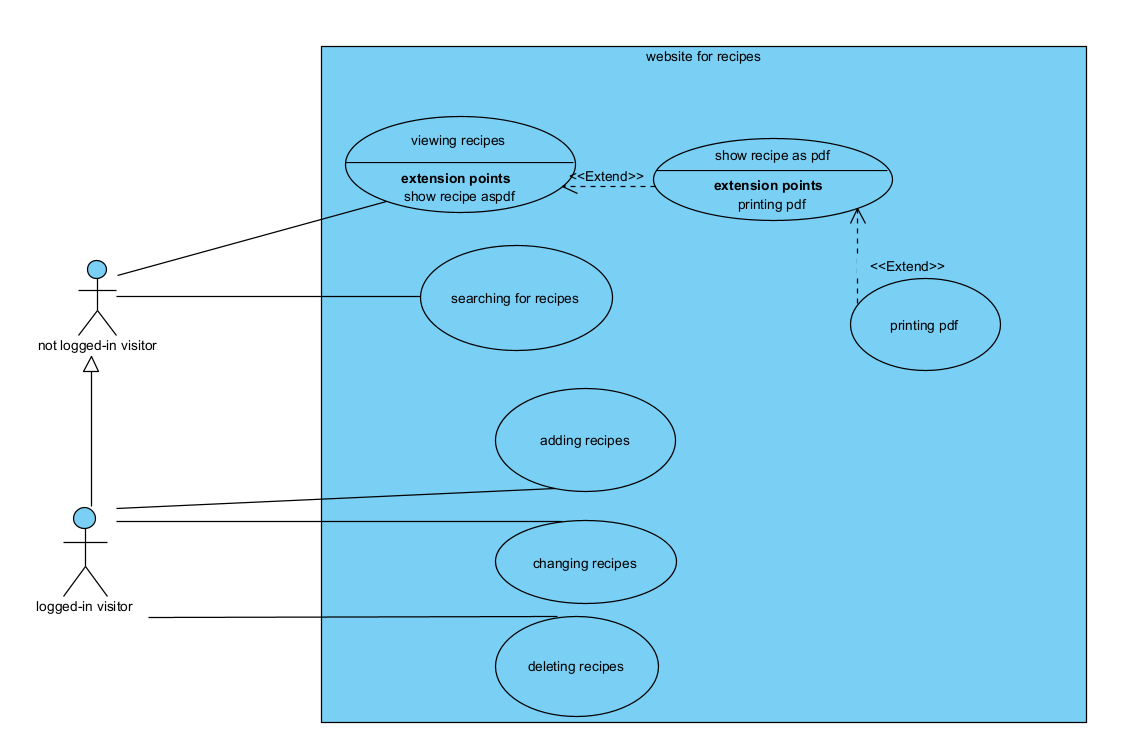 website for recipes
viewing recipes
extension points
show recipe aspdf
<<Extend>>
show recipe as pdf
extension points
printing pdf
<<Extend>>
searching for recipes
printing pdf
not logged-in visitor
adding recipes
changing recipes
logged-in visitor
deleting recipes